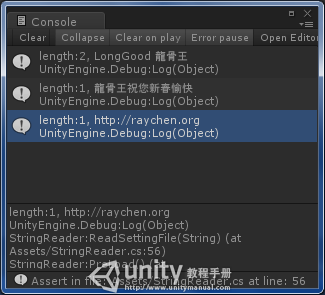 Console
Clear Collapse Clear on play Error pause Open Editor
length:2, LongGood 龍骨王
UnityEngine.Debug:Log(Object)
length:1, 龍骨王祝您新春愉快
UnityEngine.Debug:Log(Object)
length:1, http://raychen.org
UnityEngine.Debug:Log(Object)
length:1, http://raychen.org
UnityEngine.Debug:Log(Object)
StringReader:ReadSettingFile(String) (at
Assets/StringReader.cs:56)
StringReader:Preload() (at
Assert in file: Assets/StringReader.cs at line: 56
unity 教程手册
www.unitymanual.com